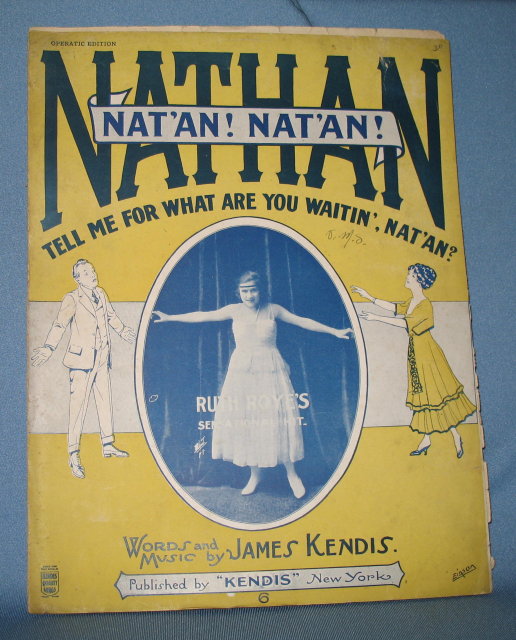 OPERATIC EDITION
NATHAN
NAT'AN! NAT'AN!
TELL ME FOR WHAT ARE YOU WAITIN', NAT'AN?
RUTH ROYE'S
SENSATIONAL HIT.
WORDS and
MUSIC by JAMES KENDIS.
Published by "KENDIS" New York
6